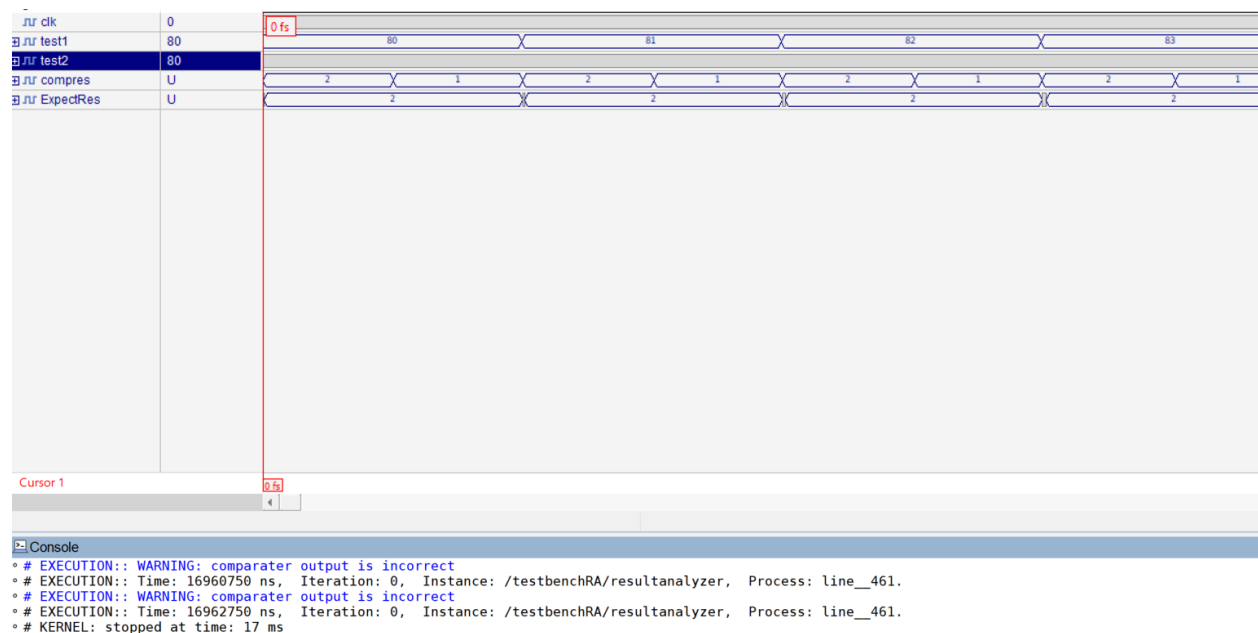 clk 0 0 fs
test1 80 80 81 82 83
test2 80
compres U 2 1 2 1 2 1 2 1
ExpectRes U 2 2 2 2
Cursor 1 0 fs
Console
# EXECUTION:: WARNING: comparater output is incorrect
# EXECUTION:: Time: 16960750 ns, Iteration: 0, Instance: /testbenchRA/resultanalyzer, Process: line__461.
# EXECUTION:: WARNING: comparater output is incorrect
# EXECUTION:: Time: 16962750 ns, Iteration: 0, Instance: /testbenchRA/resultanalyzer, Process: line__461.
# KERNEL: stopped at time: 17 ms